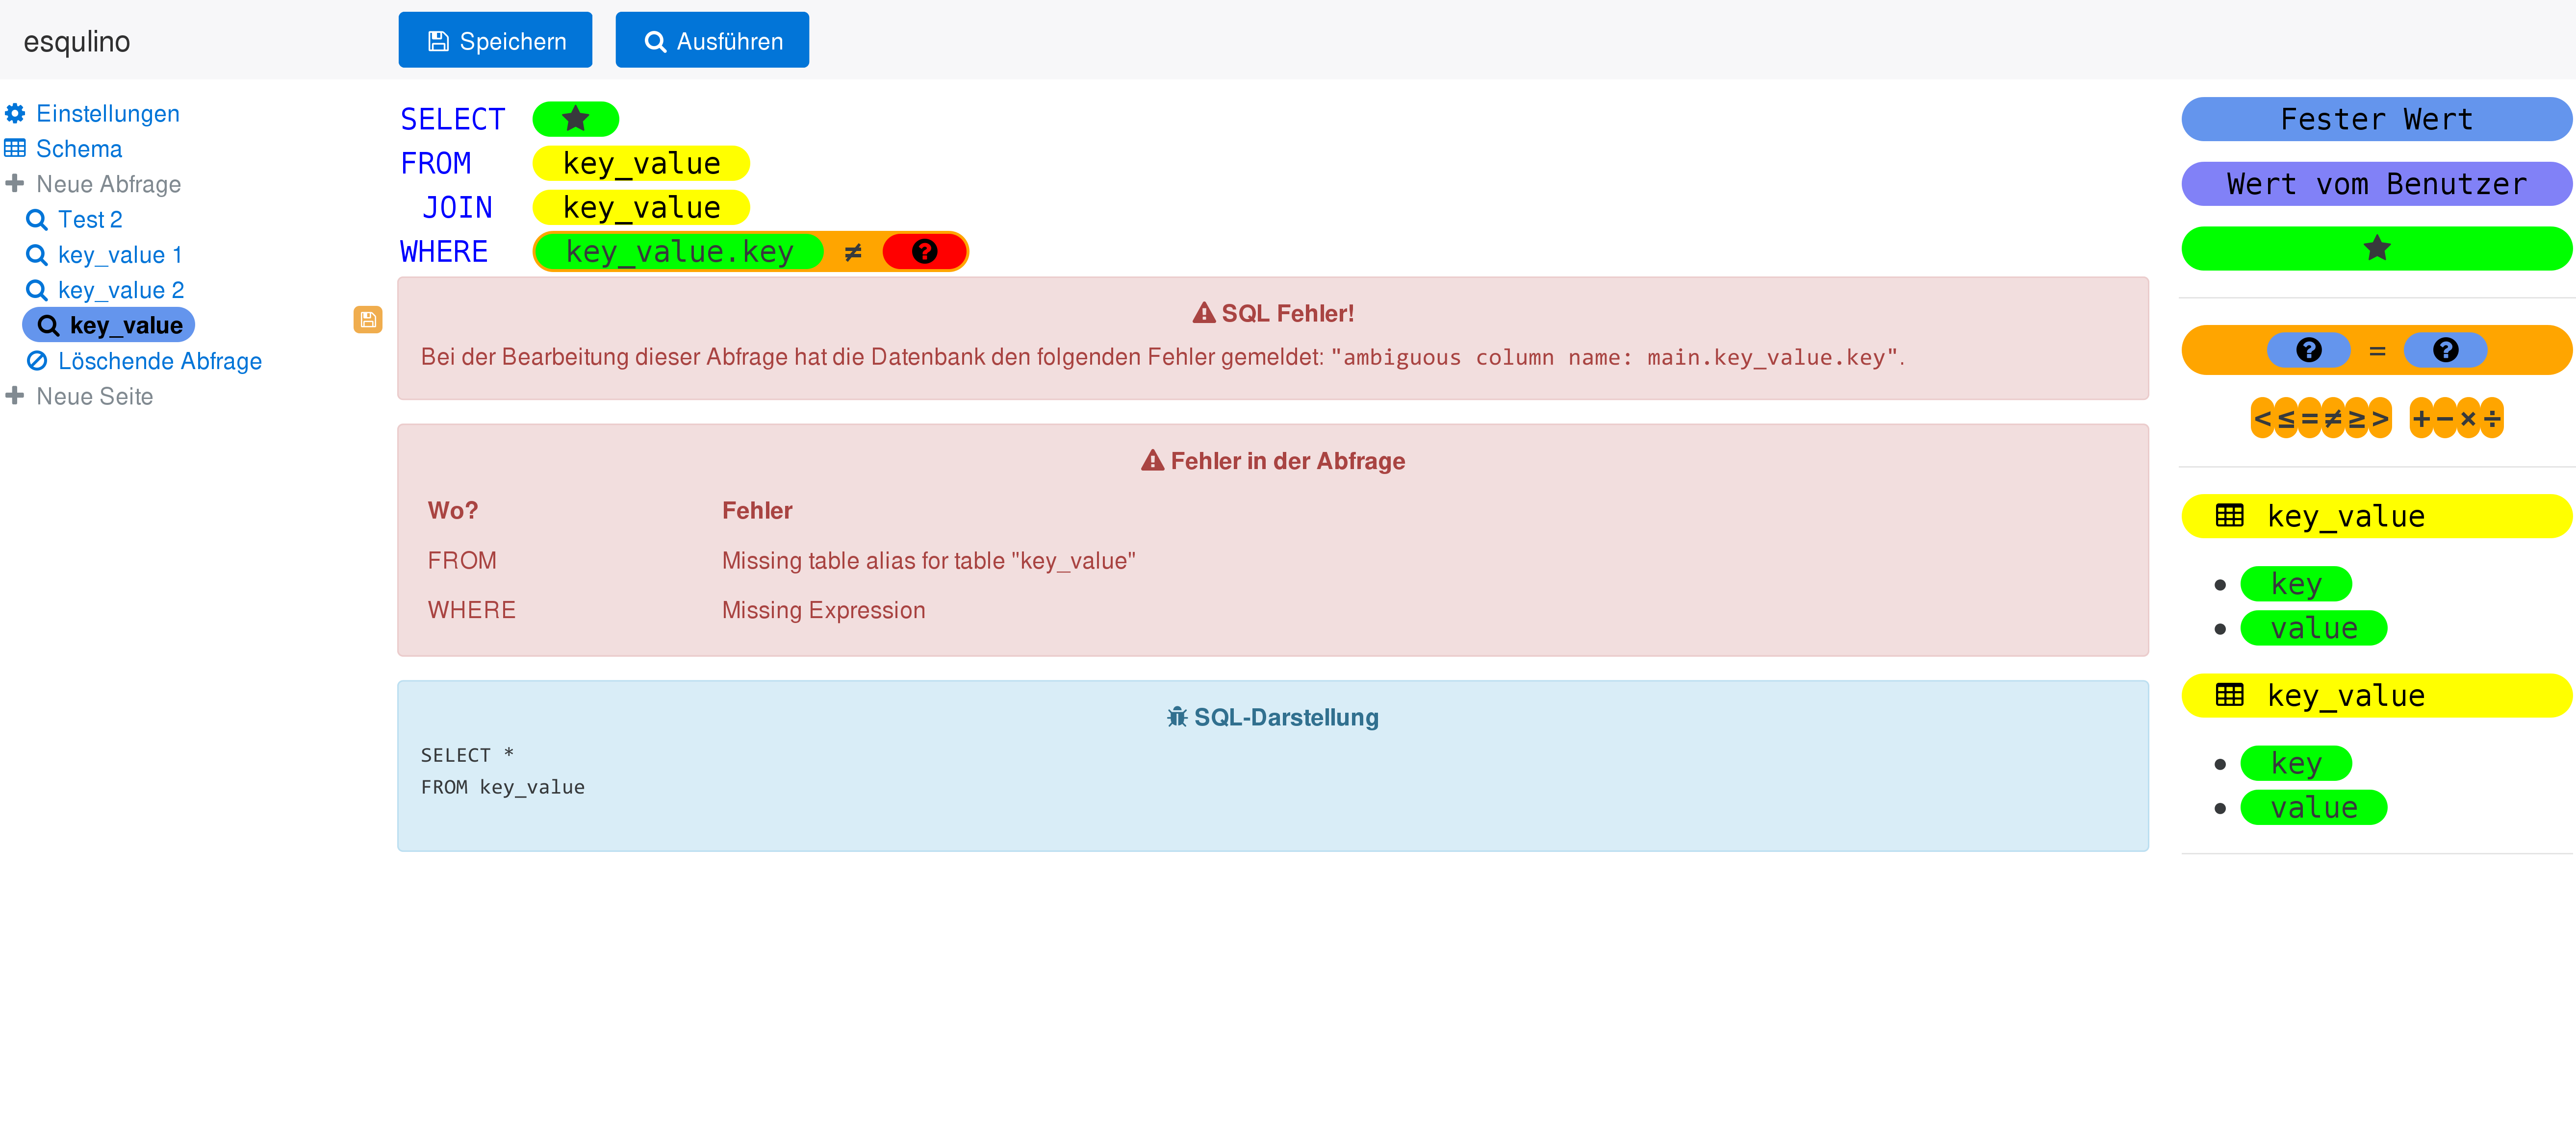 esqulino
Speichern
Ausführen
Einstellungen
Schema
Neue Abfrage
Test 2
key_value 1
key_value 2
key_value
Löschende Abfrage
Neue Seite
SELECT ★
FROM key_value
JOIN key_value
WHERE key_value.key ≠ ?
SQL Fehler!
Bei der Bearbeitung dieser Abfrage hat die Datenbank den folgenden Fehler gemeldet: "ambiguous column name: main.key_value.key".
Fehler in der Abfrage
Wo? Fehler
FROM Missing table alias for table "key_value"
WHERE Missing Expression
SQL-Darstellung
SELECT *
FROM key_value
Fester Wert
Wert vom Benutzer
★
? = ?
< ≤ = ≠ ≥ > + − × ÷
key_value
key
value
key_value
key
value